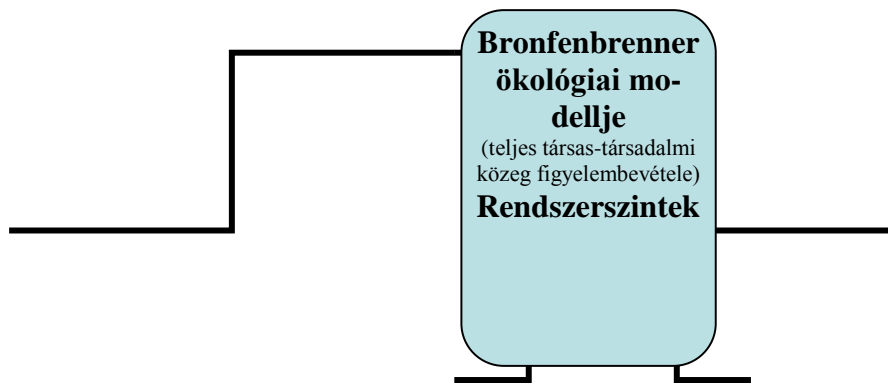 Bronfenbrenner
ökológiai mo-
dellje
(teljes társas-társadalmi
közeg figyelembevétele)
Rendszerszintek